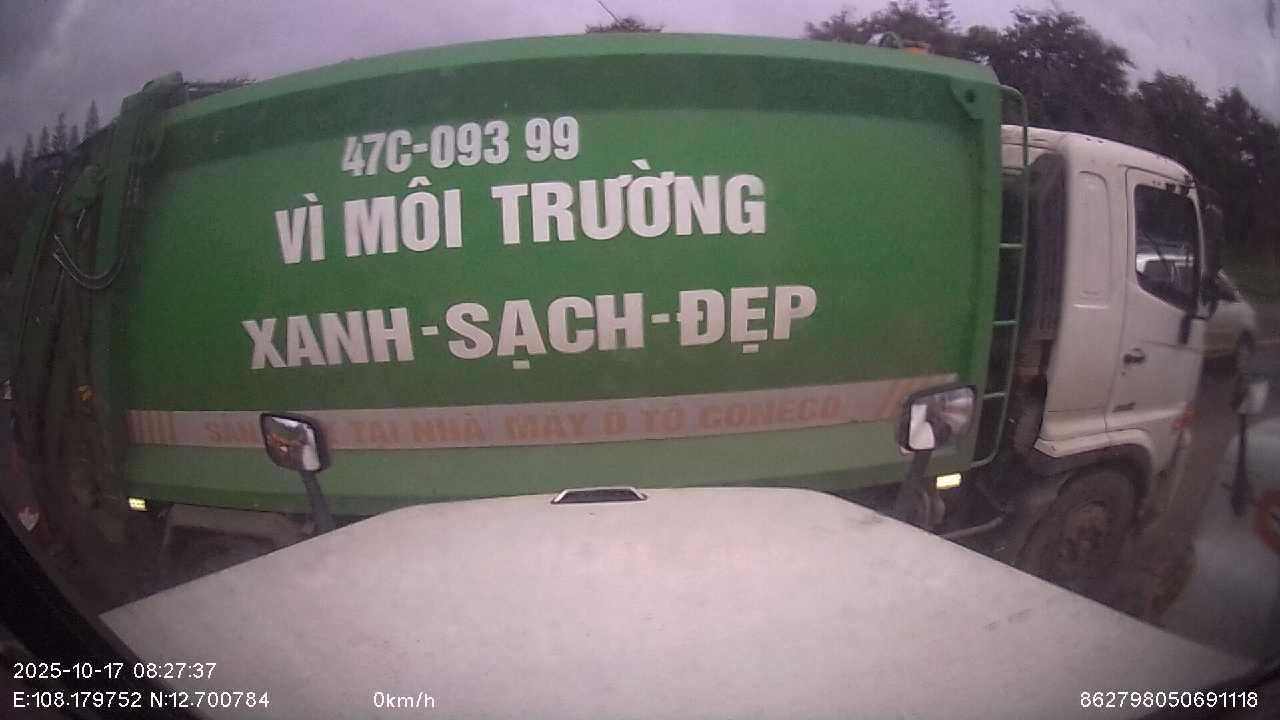 47C-093 99
VÌ MÔI TRƯỜNG
XANH-SẠCH-ĐẸP
TẠI NHÀ MÁY Ô TÔ CONECO
2025-10-17 08:27:37
E:108.179752 N:12.700784 0km/h 862798050691118